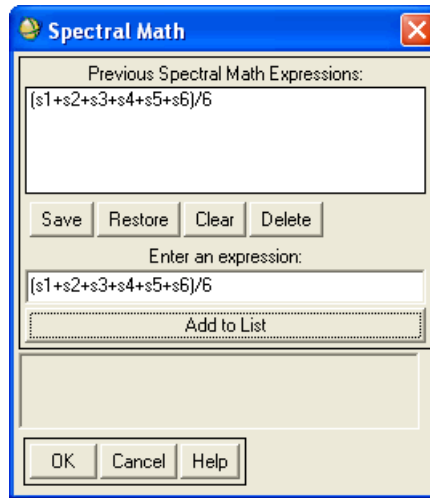 Spectral Math
Previous Spectral Math Expressions:
(s1+s2+s3+s4+s5+s6)/6
Save Restore Clear Delete
Enter an expression:
(s1+s2+s3+s4+s5+s6)/6
Add to List
OK Cancel Help